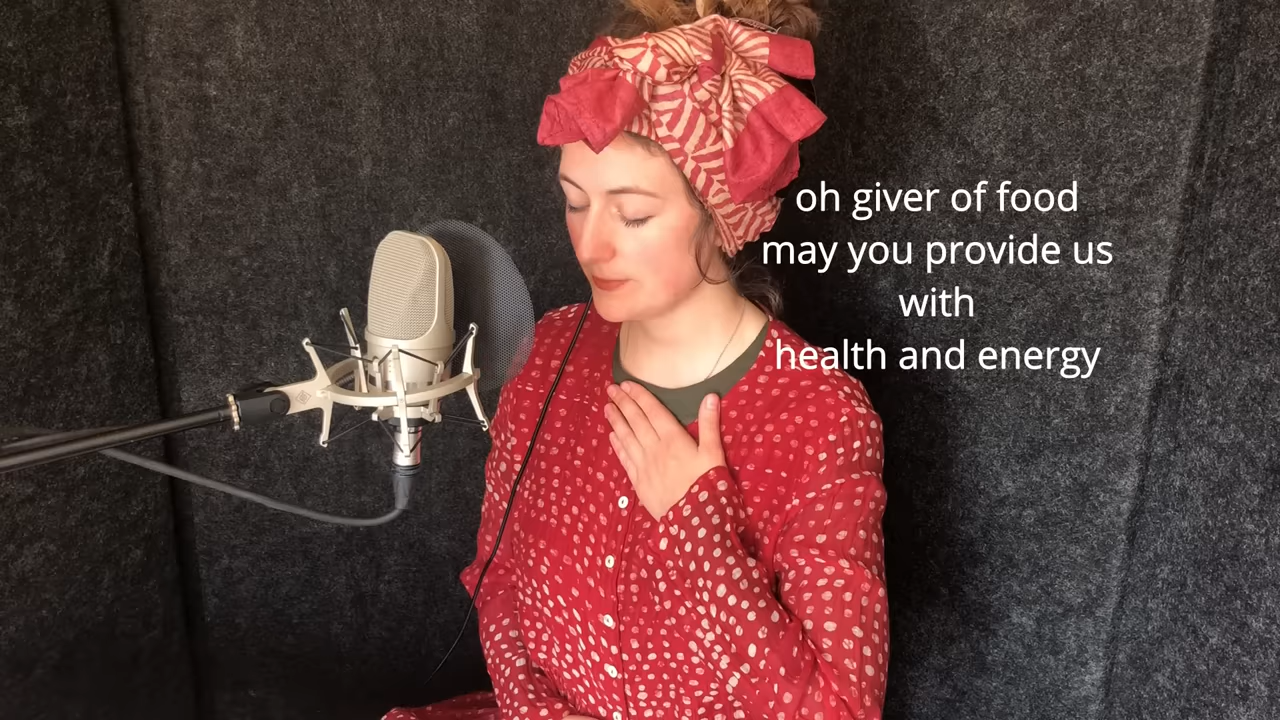 oh giver of food
may you provide us
with
health and energy